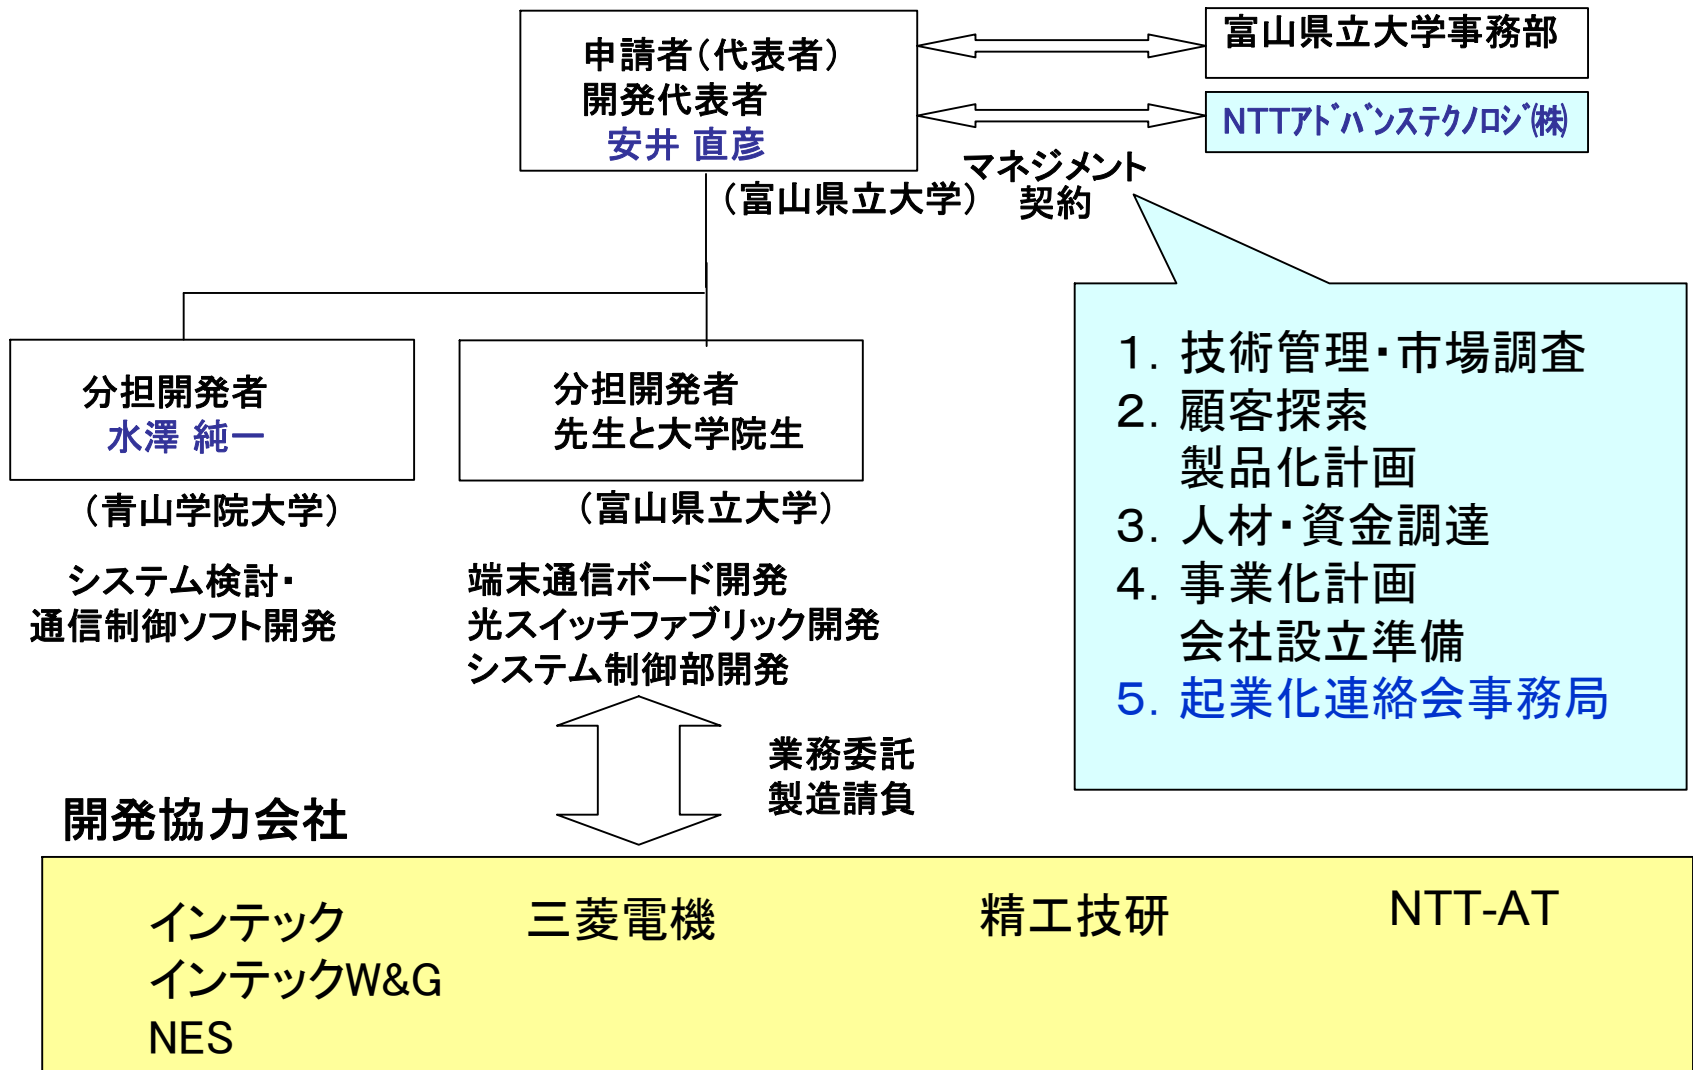 申請者（代表者）
開発代表者
安井 直彦
（富山県立大学）
富山県立大学事務部
NTTアドバンステクノロジ(株)
マネジメント
契約
分担開発者
水澤 純一
（青山学院大学）
システム検討・
通信制御ソフト開発
分担開発者
先生と大学院生
（富山県立大学）
端末通信ボード開発
光スイッチファブリック開発
システム制御部開発
1. 技術管理・市場調査
2. 顧客探索
製品化計画
3. 人材・資金調達
4. 事業化計画
会社設立準備
5. 起業化連絡会事務局
業務委託
製造請負
開発協力会社
インテック
インテックW&G
NES
三菱電機
精工技研
NTT-AT